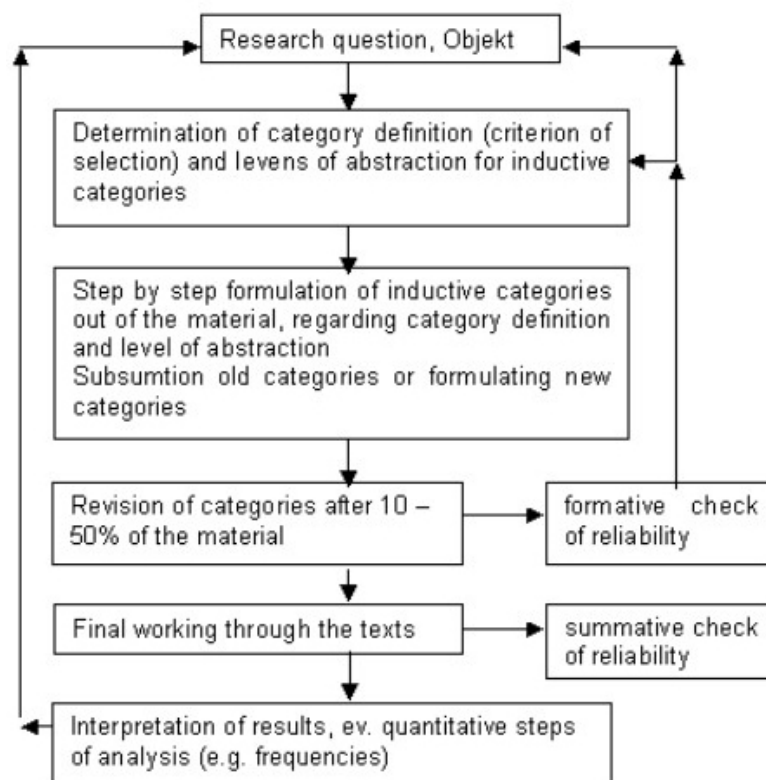 Research question, Objekt
Determination of category definition (criterion of
selection) and levens of abstraction for inductive
categories
Step by step formulation of inductive categories
out of the material, regarding category definition
and level of abstraction
Subsumtion old categories or formulating new
categories
Revision of categories after 10 –
50% of the material
formative check
of reliability
Final working through the texts
summative check
of reliability
Interpretation of results, ev. quantitative steps
of analysis (e.g. frequencies)